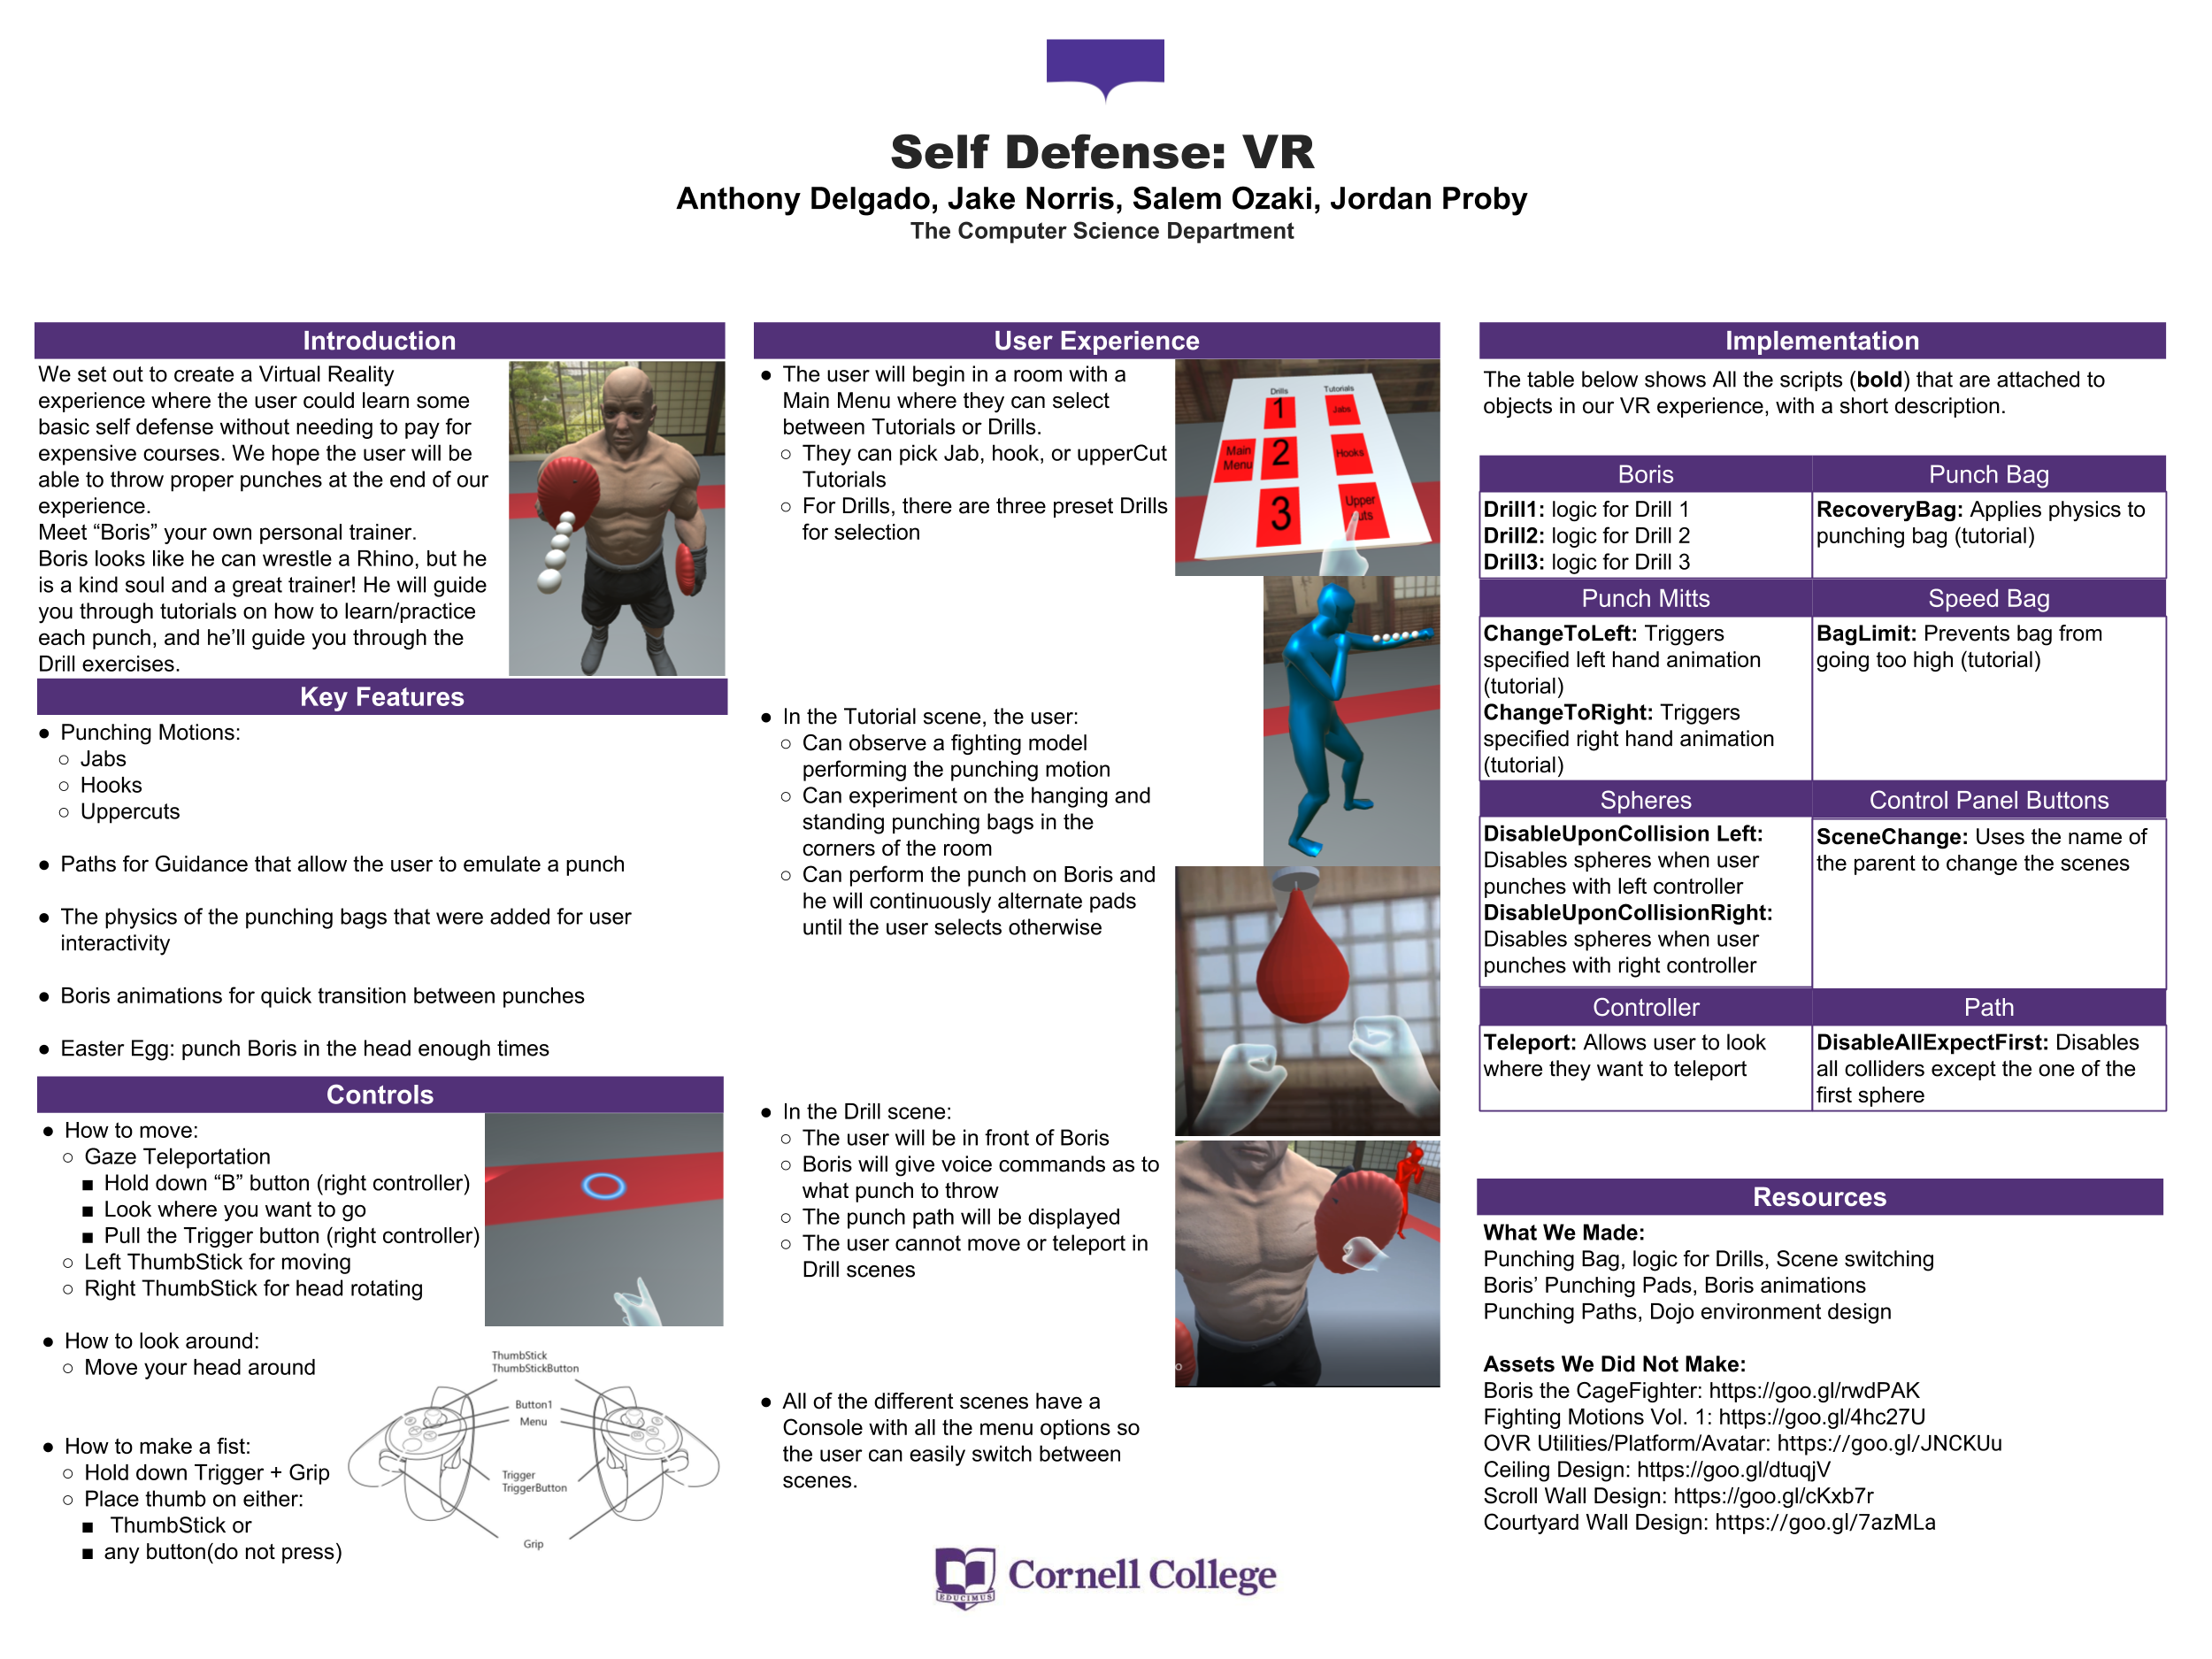 Self Defense: VR
Anthony Delgado, Jake Norris, Salem Ozaki, Jordan Proby
The Computer Science Department
Introduction
We set out to create a Virtual Reality
experience where the user could learn some
basic self defense without needing to pay for
expensive courses. We hope the user will be
able to throw proper punches at the end of our
experience.
Meet “Boris” your own personal trainer.
Boris looks like he can wrestle a Rhino, but he
is a kind soul and a great trainer! He will guide
you through tutorials on how to learn/practice
each punch, and he’ll guide you through the
Drill exercises.
Key Features
● Punching Motions:
○ Jabs
○ Hooks
○ Uppercuts
● Paths for Guidance that allow the user to emulate a punch
● The physics of the punching bags that were added for user
interactivity
● Boris animations for quick transition between punches
● Easter Egg: punch Boris in the head enough times
Controls
● How to move:
○ Gaze Teleportation
■ Hold down “B” button (right controller)
■ Look where you want to go
■ Pull the Trigger button (right controller)
○ Left ThumbStick for moving
○ Right ThumbStick for head rotating
● How to look around:
○ Move your head around
● How to make a fist:
○ Hold down Trigger + Grip
○ Place thumb on either:
■ ThumbStick or
■ any button(do not press)
ThumbStick
ThumbStickButton
Button1
Menu
Trigger
TriggerButton
Grip
User Experience
● The user will begin in a room with a
Main Menu where they can select
between Tutorials or Drills.
○ They can pick Jab, hook, or upperCut
Tutorials
○ For Drills, there are three preset Drills
for selection
Drills
Tutorials
1
Jabs
Main
Menu
2
Hooks
3
Upper
uts
● In the Tutorial scene, the user:
○ Can observe a fighting model
performing the punching motion
○ Can experiment on the hanging and
standing punching bags in the
corners of the room
○ Can perform the punch on Boris and
he will continuously alternate pads
until the user selects otherwise
● In the Drill scene:
○ The user will be in front of Boris
○ Boris will give voice commands as to
what punch to throw
○ The punch path will be displayed
○ The user cannot move or teleport in
Drill scenes
● All of the different scenes have a
Console with all the menu options so
the user can easily switch between
scenes.
EDUCIMUS
Cornell College
Implementation
The table below shows All the scripts (bold) that are attached to
objects in our VR experience, with a short description.
Boris
Drill1: logic for Drill 1
Drill2: logic for Drill 2
Drill3: logic for Drill 3
Punch Bag
RecoveryBag: Applies physics to
punching bag (tutorial)
Punch Mitts
ChangeToLeft: Triggers
specified left hand animation
(tutorial)
ChangeToRight: Triggers
specified right hand animation
(tutorial)
Speed Bag
BagLimit: Prevents bag from
going too high (tutorial)
Spheres
DisableUponCollision Left:
Disables spheres when user
punches with left controller
DisableUponCollisionRight:
Disables spheres when user
punches with right controller
Control Panel Buttons
SceneChange: Uses the name of
the parent to change the scenes
Controller
Teleport: Allows user to look
where they want to teleport
Path
DisableAllExpectFirst: Disables
all colliders except the one of the
first sphere
Resources
What We Made:
Punching Bag, logic for Drills, Scene switching
Boris’ Punching Pads, Boris animations
Punching Paths, Dojo environment design
Assets We Did Not Make:
Boris the CageFighter: https://goo.gl/rwdPAK
Fighting Motions Vol. 1: https://goo.gl/4hc27U
OVR Utilities/Platform/Avatar: https://goo.gl/JNCKUu
Ceiling Design: https://goo.gl/dtuqjV
Scroll Wall Design: https://goo.gl/cKxb7r
Courtyard Wall Design: https://goo.gl/7azMLa